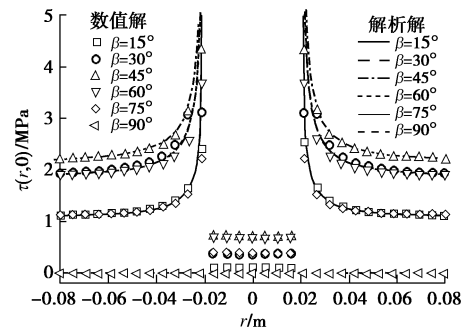 数值解
β=15°
β=30°
β=45°
β=60°
β=75°
β=90°
解析解
β=15°
β=30°
β=45°
β=60°
β=75°
β=90°
τ(r,0)/MPa
5
4
3
2
1
0
-0.08 -0.06 -0.04 -0.02 0 0.02 0.04 0.06 0.08
r/m